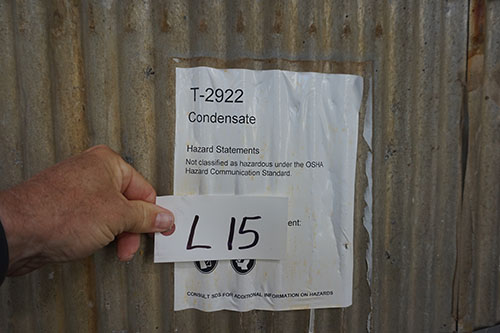 T-2922
Condensate
Hazard Statements
Not classified as hazardous under the OSHA
Hazard Communication Standard.
ent:
L 15
CONSULT SDS FOR ADDITIONAL INFORMATION ON HAZARDS